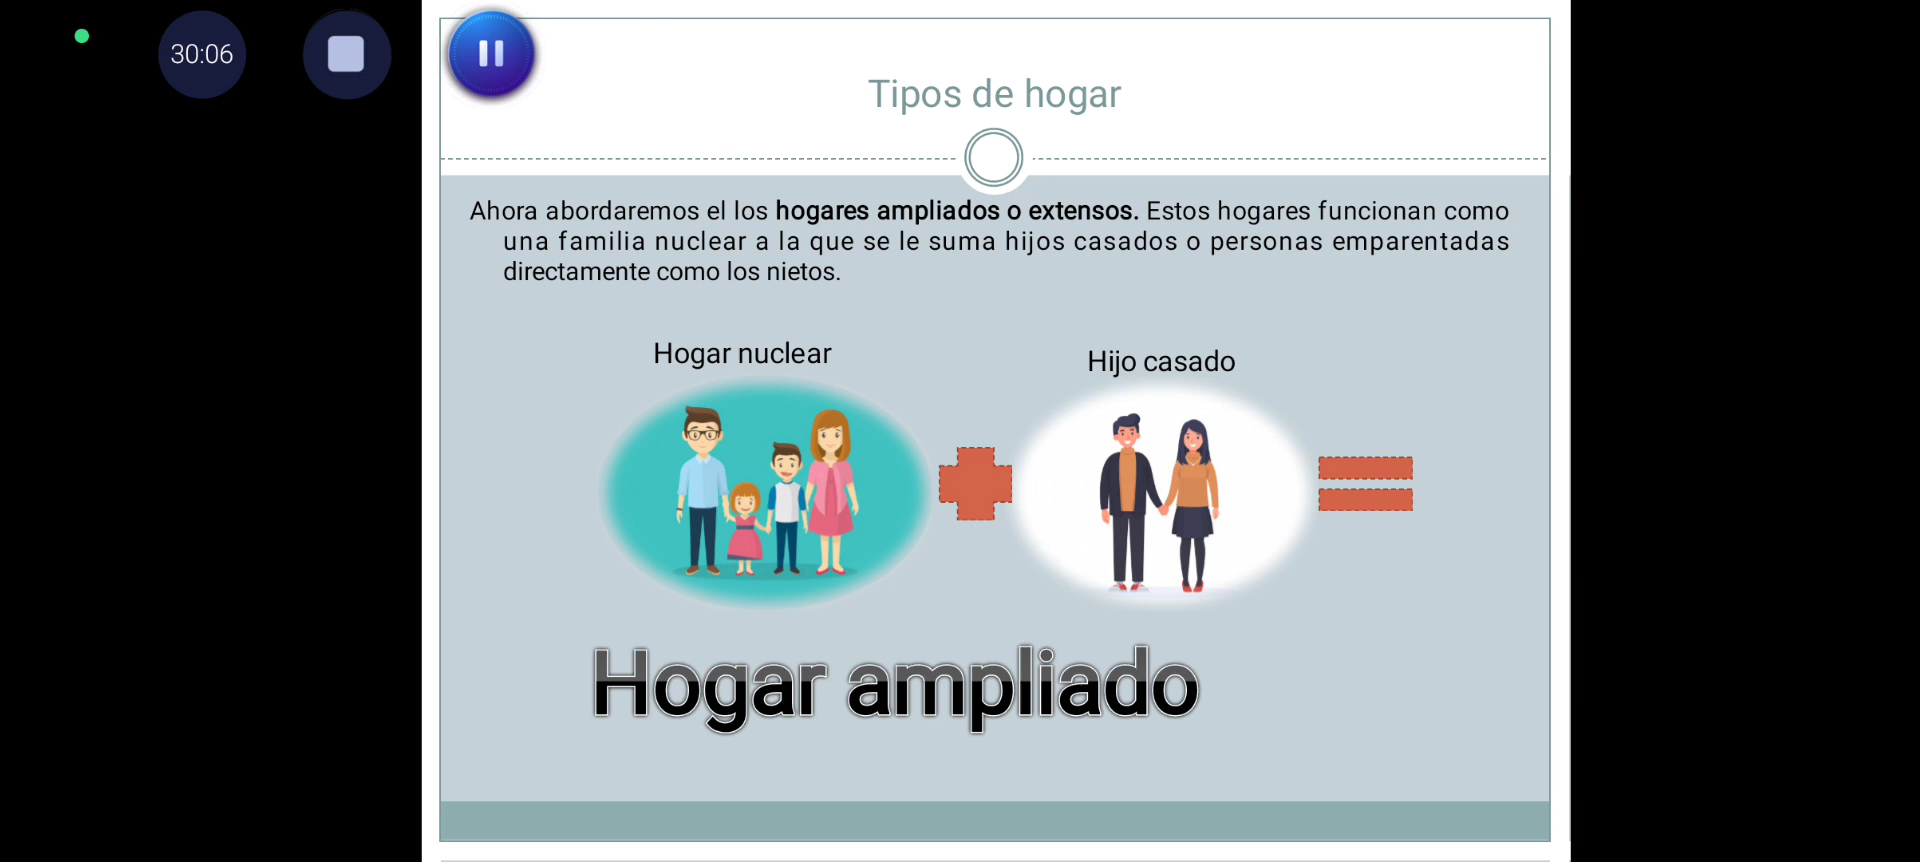 30:06
Tipos de hogar
Ahora abordaremos el los hogares ampliados o extensos. Estos hogares funcionan como
una familia nuclear a la que se le suma hijos casados o personas emparentadas
directamente como los nietos.
Hogar nuclear
Hijo casado
Hogar ampliado